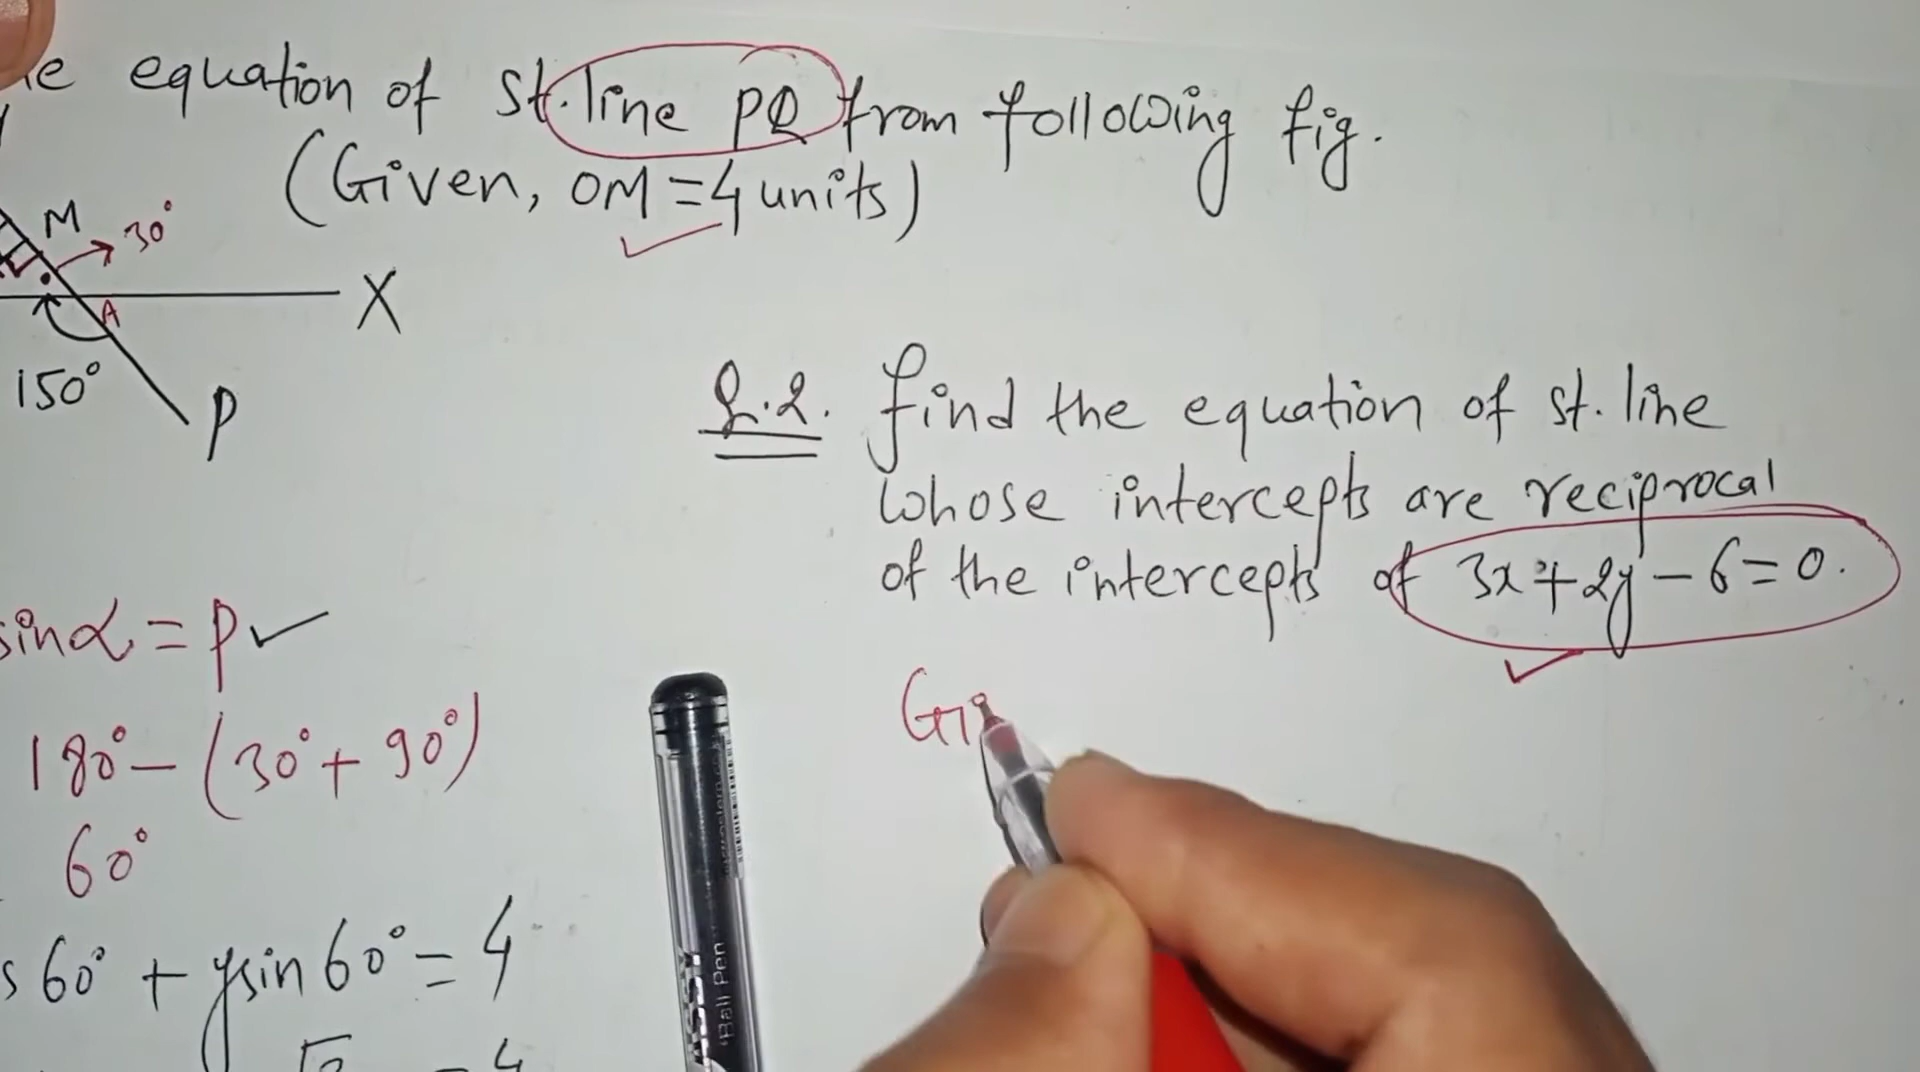 equation of st. line PQ from following fig.
(Given, OM = 4 units)
M
30°
X
A
150°
P
Q.2. find the equation of st. line
whose intercepts are reciprocal
of the intercepts of 3x + 2y - 6 = 0.
sinα = p
180° - (30° + 90°)
60°
60° + ysin60° = 4
Gi
Ball Pen